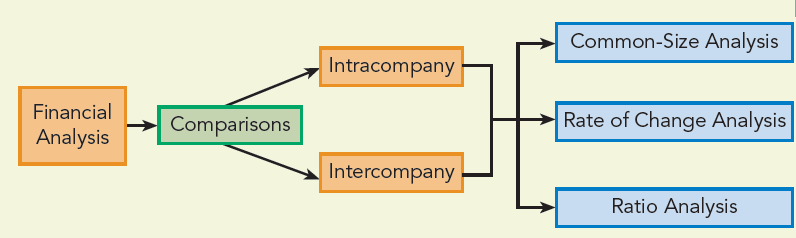 Financial
Analysis
Comparisons
Intracompany
Intercompany
Common-Size Analysis
Rate of Change Analysis
Ratio Analysis